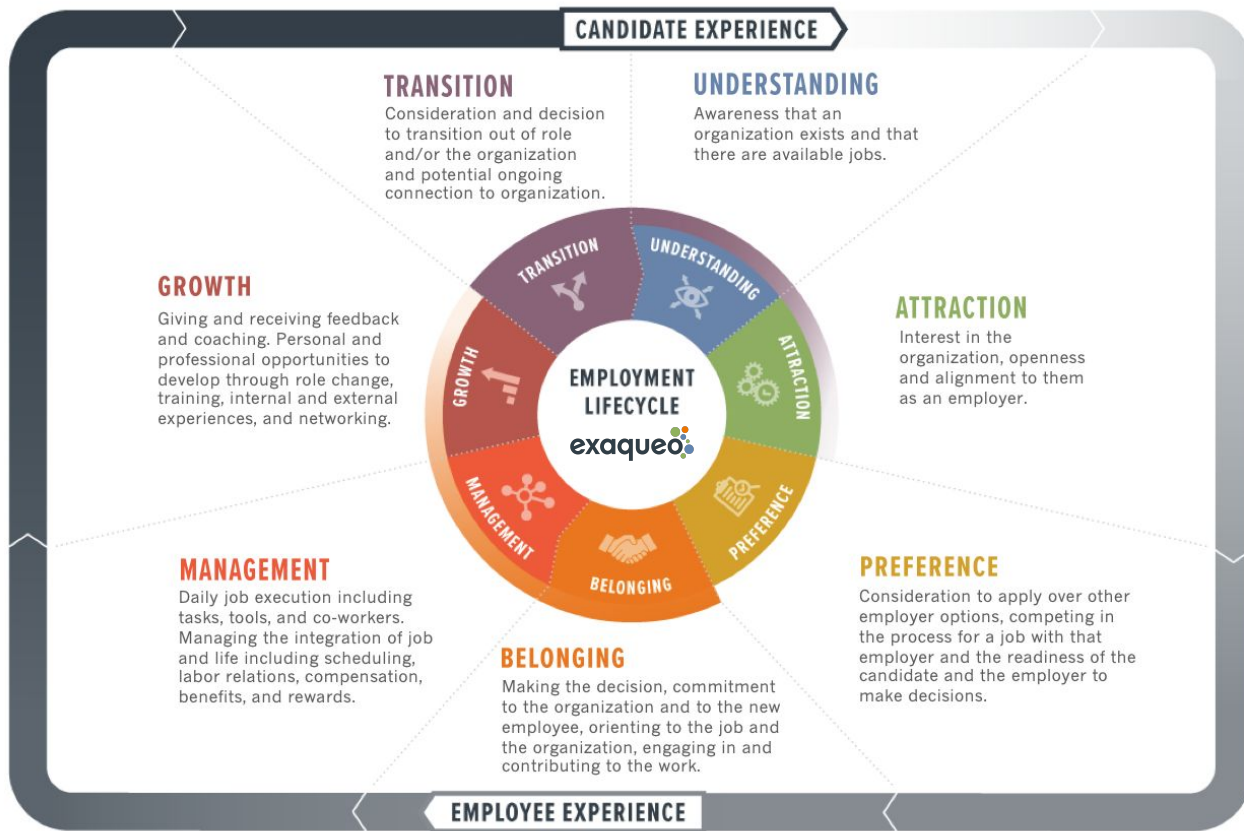 CANDIDATE EXPERIENCE
TRANSITION
Consideration and decision
to transition out of role
and/or the organization
and potential ongoing
connection to organization.
UNDERSTANDING
Awareness that an
organization exists and that
there are available jobs.
GROWTH
Giving and receiving feedback
and coaching. Personal and
professional opportunities to
develop through role change,
training, internal and external
experiences, and networking.
ATTRACTION
Interest in the
organization, openness
and alignment to them
as an employer.
TRANSITION
UNDERSTANDING
GROWTH
ATTRACTION
EMPLOYMENT
LIFECYCLE
exaqueo
MANAGEMENT
PREFERENCE
BELONGING
MANAGEMENT
Daily job execution including
tasks, tools, and co-workers.
Managing the integration of job
and life including scheduling,
labor relations, compensation,
benefits, and rewards.
BELONGING
Making the decision, commitment
to the organization and to the new
employee, orienting to the job and
the organization, engaging in and
contributing to the work.
PREFERENCE
Consideration to apply over other
employer options, competing in
the process for a job with that
employer and the readiness of the
candidate and the employer to
make decisions.
EMPLOYEE EXPERIENCE